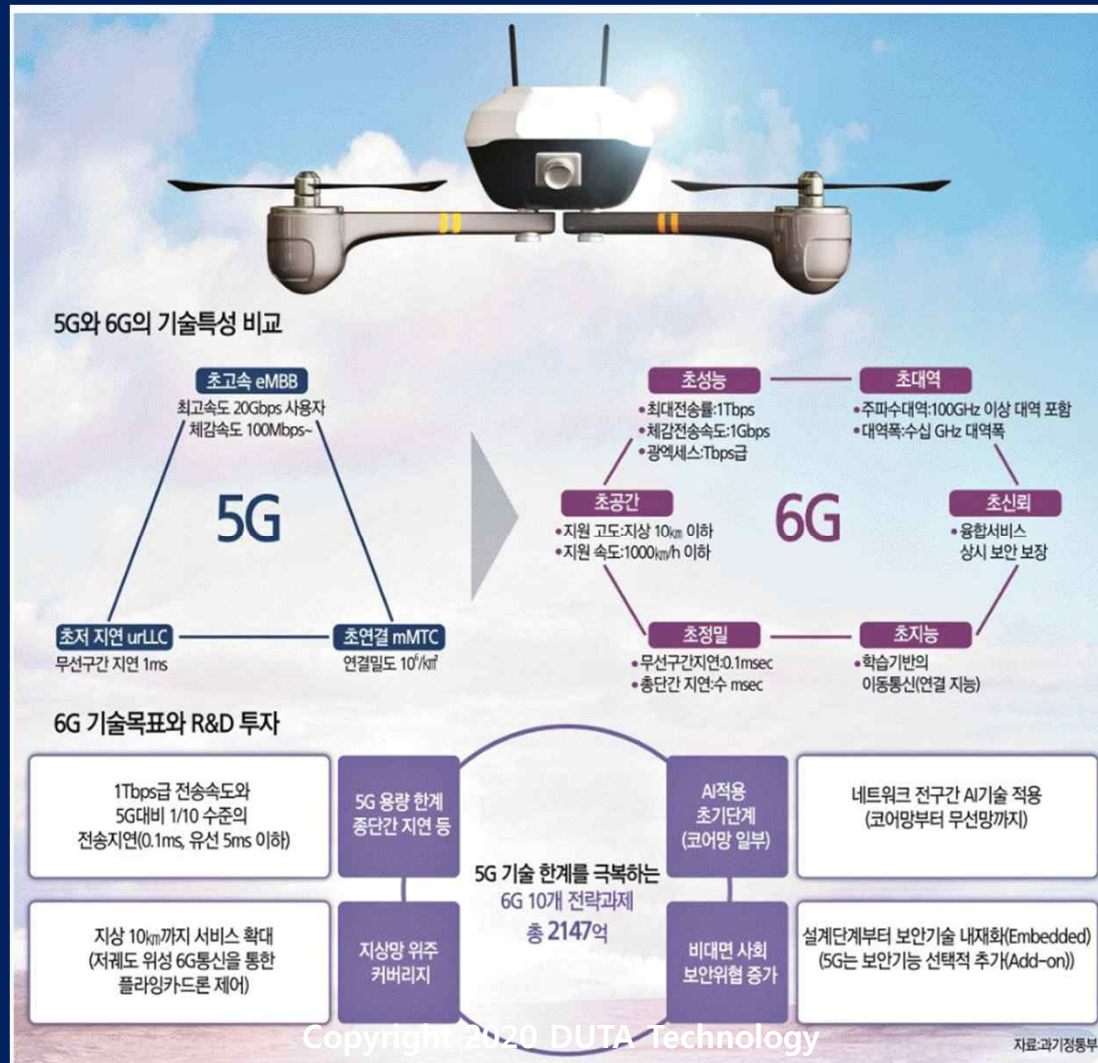 5G와 6G의 기술특성 비교
초고속 eMBB
최고속도 20Gbps 사용자
체감속도 100Mbps~
5G
초저 지연 urLLC
무선구간 지연 1ms
초연결 mMTC
연결밀도 10⁶/㎢
초성능
•최대전송률:1Tbps
•체감전송속도:1Gbps
•광엑세스:Tbps급
초대역
•주파수대역:100GHz 이상 대역 포함
•대역폭:수십 GHz 대역폭
초공간
•지원 고도:지상 10㎞ 이하
•지원 속도:1000㎞/h 이하
6G
초신뢰
•융합서비스
상시 보안 보장
초정밀
•무선구간지연:0.1msec
•종단간 지연:수 msec
초지능
•학습기반의
이동통신(연결 지능)
6G 기술목표와 R&D 투자
1Tbps급 전송속도와
5G대비 1/10 수준의
전송지연(0.1ms, 유선 5ms 이하)
5G 용량 한계
종단간 지연 등
AI적용
초기단계
(코어망 일부)
네트워크 전구간 AI기술 적용
(코어망부터 무선망까지)
5G 기술 한계를 극복하는
6G 10개 전략과제
총 2147억
지상 10㎞까지 서비스 확대
(저궤도 위성 6G통신을 통한
플라잉카드론 제어)
지상망 위주
커버리지
비대면 사회
보안위협 증가
설계단계부터 보안기술 내재화(Embedded)
(5G는 보안기능 선택적 추가(Add-on))
Copyright 2020 DUTA Technology
자료:과기정통부